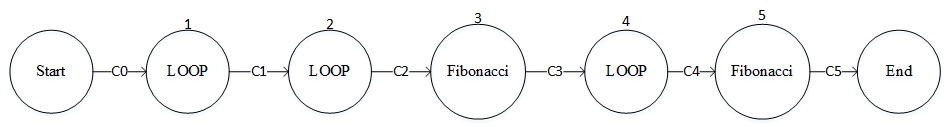 1 2 3 4 5
Start C0 LOOP C1 LOOP C2 Fibonacci C3 LOOP C4 Fibonacci C5 End